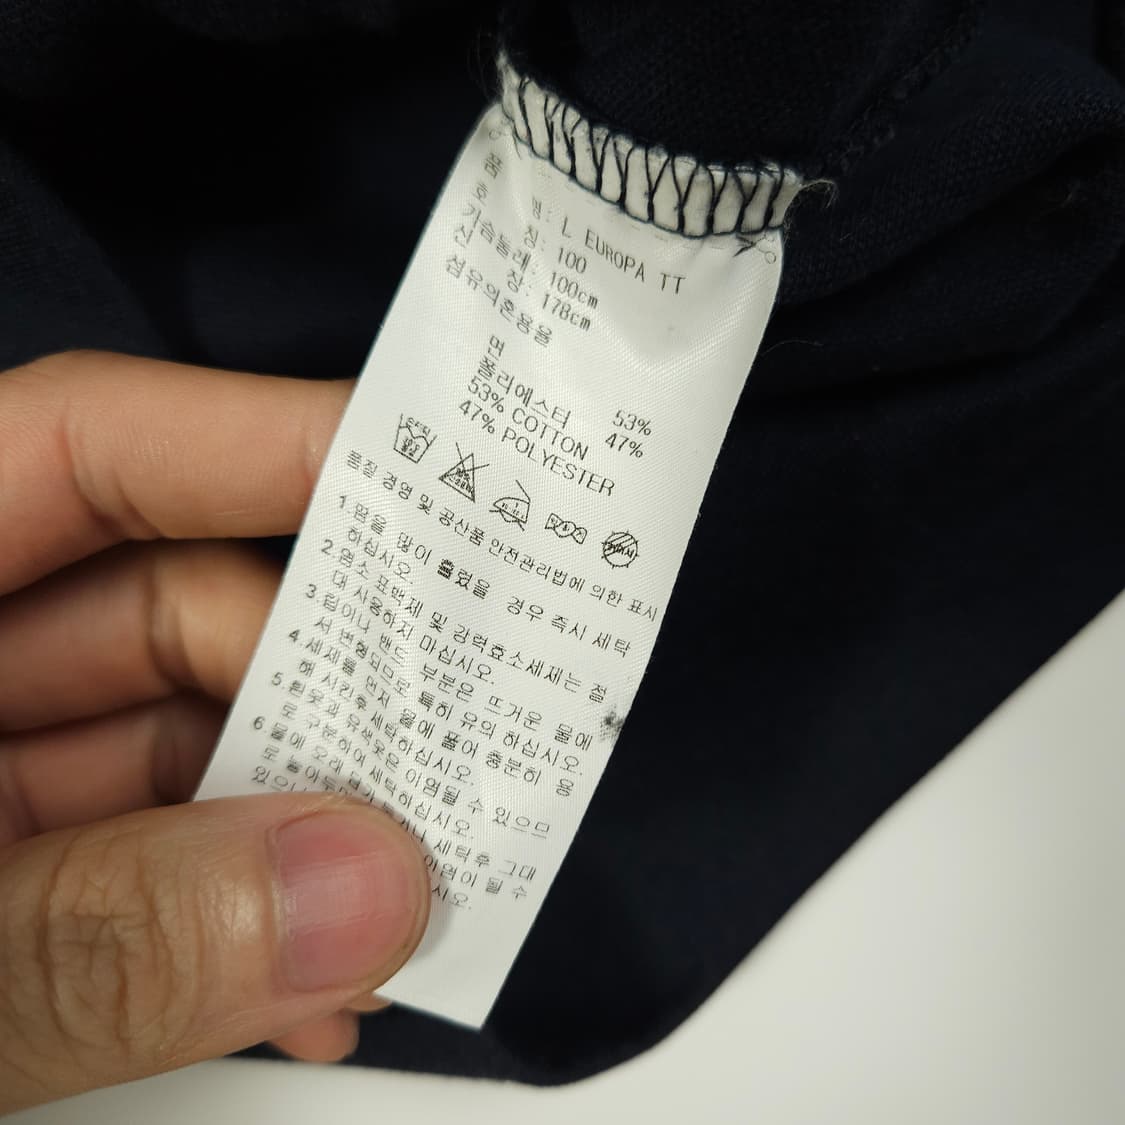 품 명: L EUROPA TT
호 칭: 100
가슴둘레: 100cm
신 장: 178cm
섬유의혼용율
면 53%
폴리에스터 47%
53% COTTON
47% POLYESTER
품질 경영 및 공산품 안전관리법에 의한 표시
1.땀을 많이 흘렸을 경우 즉시 세탁
하십시오.
2.염소 표백제 및 강력효소세제는 절
대 사용하지 마십시오.
3.립이나 밴드 부분은 뜨거운 물에
서 변형되므로 특히 유의 하십시오.
4.세제를 먼저 물에 풀어 충분히 용
해 시킨후 세탁하십시오.
5.흰옷과 유색옷은 이염될 수 있으므
로 구분하여 세탁하십시오.
6.물에 오래 담가 두거나 세탁후 그대
로 놓아두면 이염이 될 수
있으니 시오.